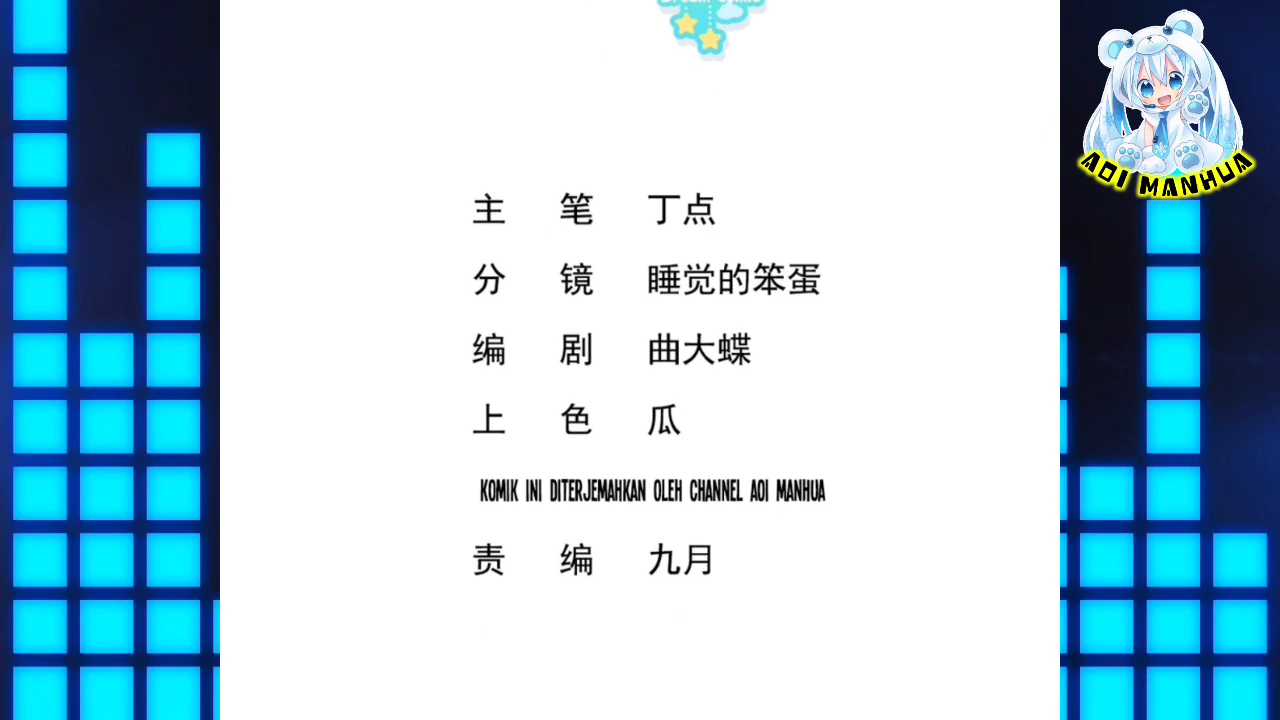 AOI MANHUA
主 笔 丁点
分 镜 睡觉的笨蛋
编 剧 曲大蝶
上 色 瓜
KOMIK INI DITERJEMAHKAN OLEH CHANNEL AOI MANHUA
责 编 九月